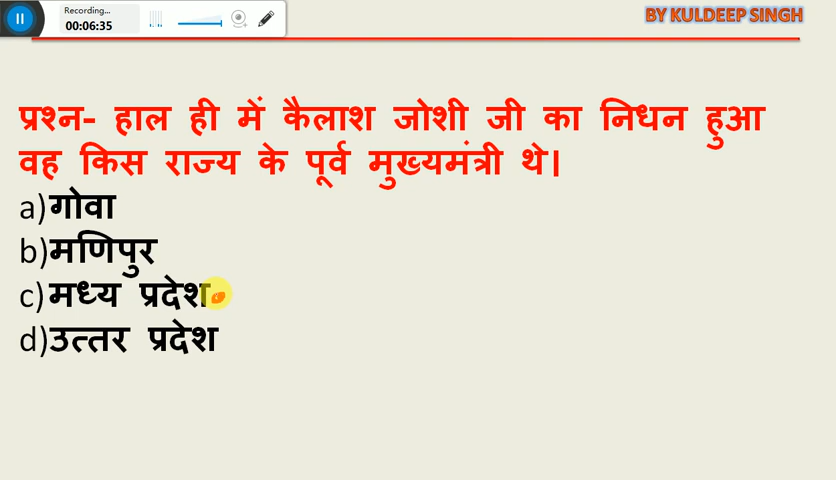 Recording...
00:06:35
BY KULDEEP SINGH
प्रश्न- हाल ही में कैलाश जोशी जी का निधन हुआ
वह किस राज्य के पूर्व मुख्यमंत्री थे।
a)गोवा
b)मणिपुर
c)मध्य प्रदेश
d)उत्तर प्रदेश